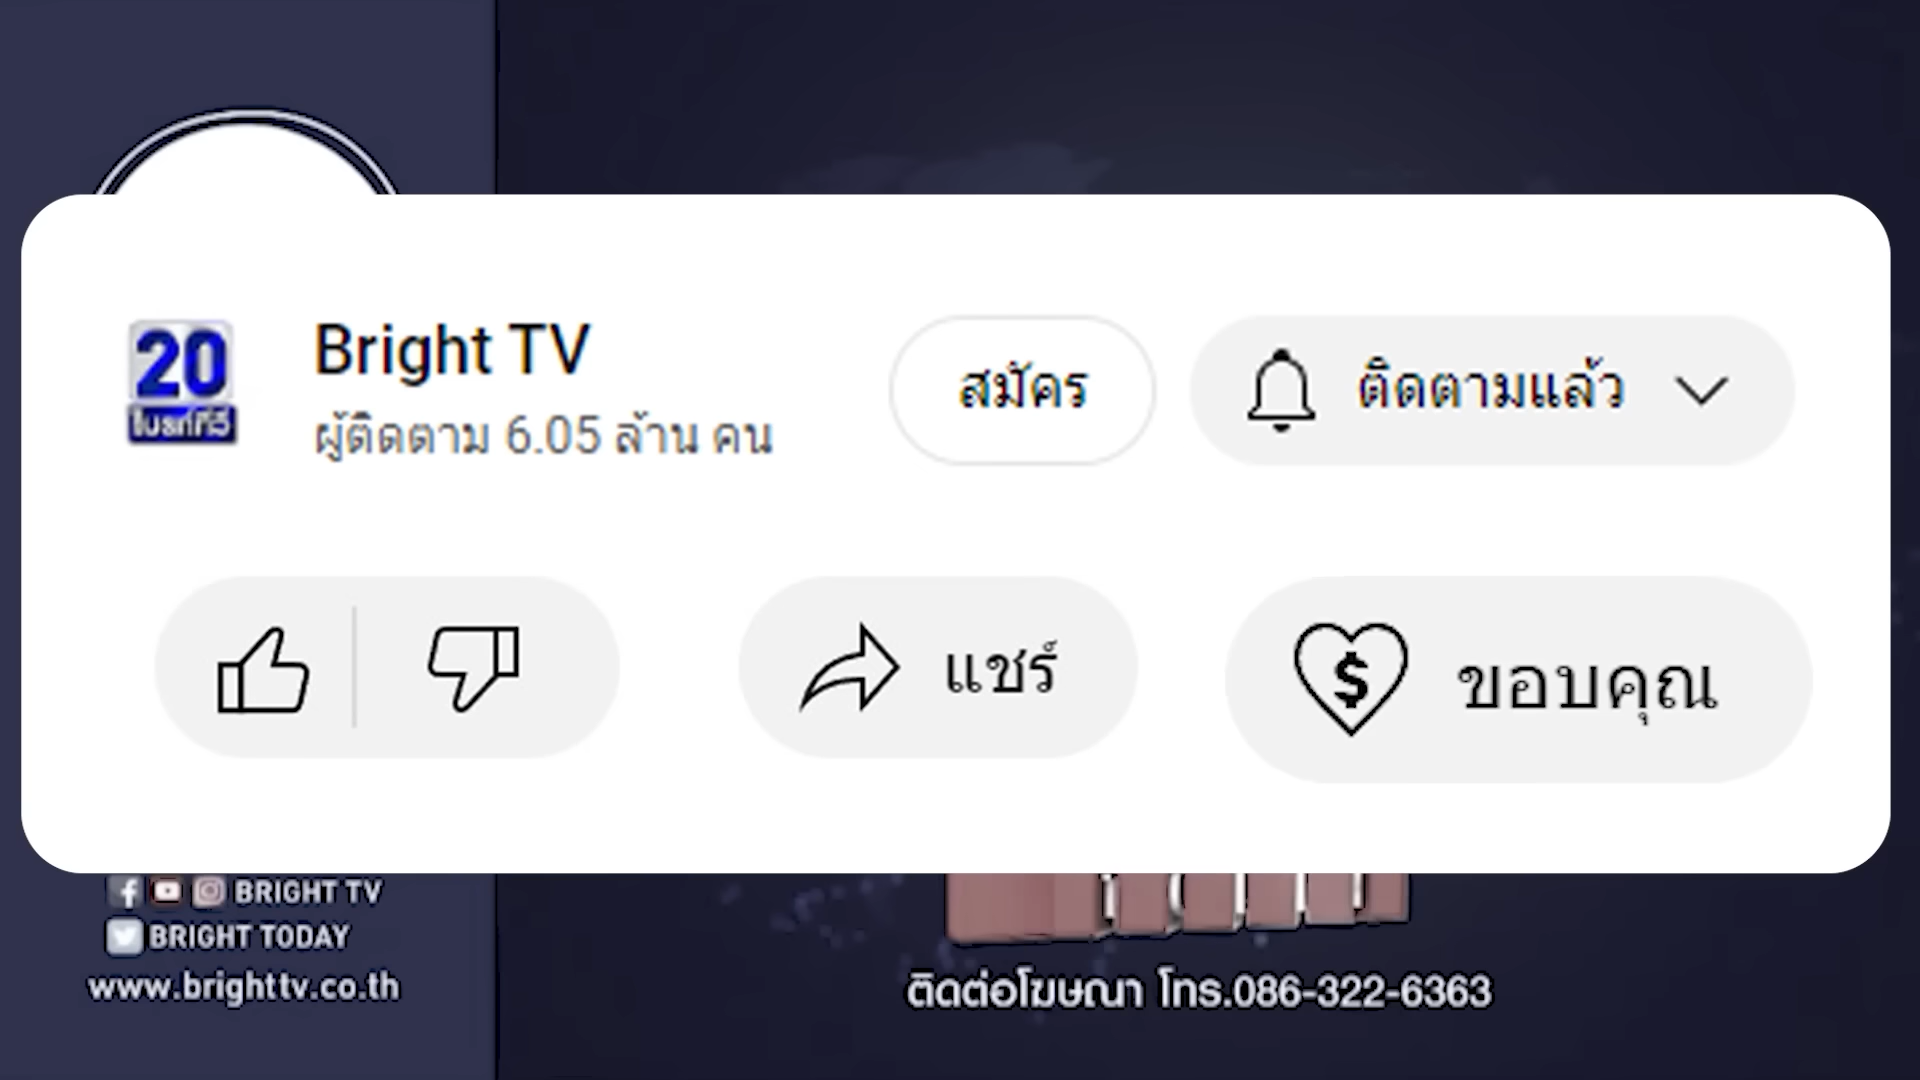 20
ไบรท์ทีวี
Bright TV
ผู้ติดตาม 6.05 ล้าน คน
สมัคร
ติดตามแล้ว
แชร์
ขอบคุณ
BRIGHT TV
BRIGHT TODAY
www.brighttv.co.th
ติดต่อโฆษณา โทร.086-322-6363